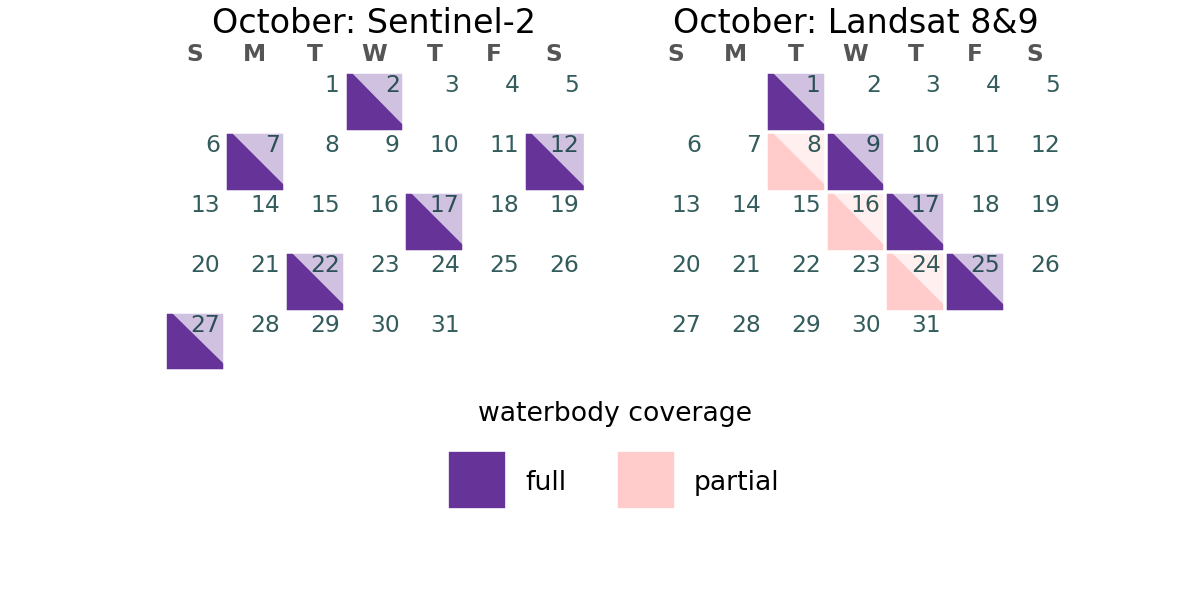 October: Sentinel-2
S M T W T F S
1 2 3 4 5
6 7 8 9 10 11 12
13 14 15 16 17 18 19
20 21 22 23 24 25 26
27 28 29 30 31
October: Landsat 8&9
S M T W T F S
1 2 3 4 5
6 7 8 9 10 11 12
13 14 15 16 17 18 19
20 21 22 23 24 25 26
27 28 29 30 31
waterbody coverage
full partial